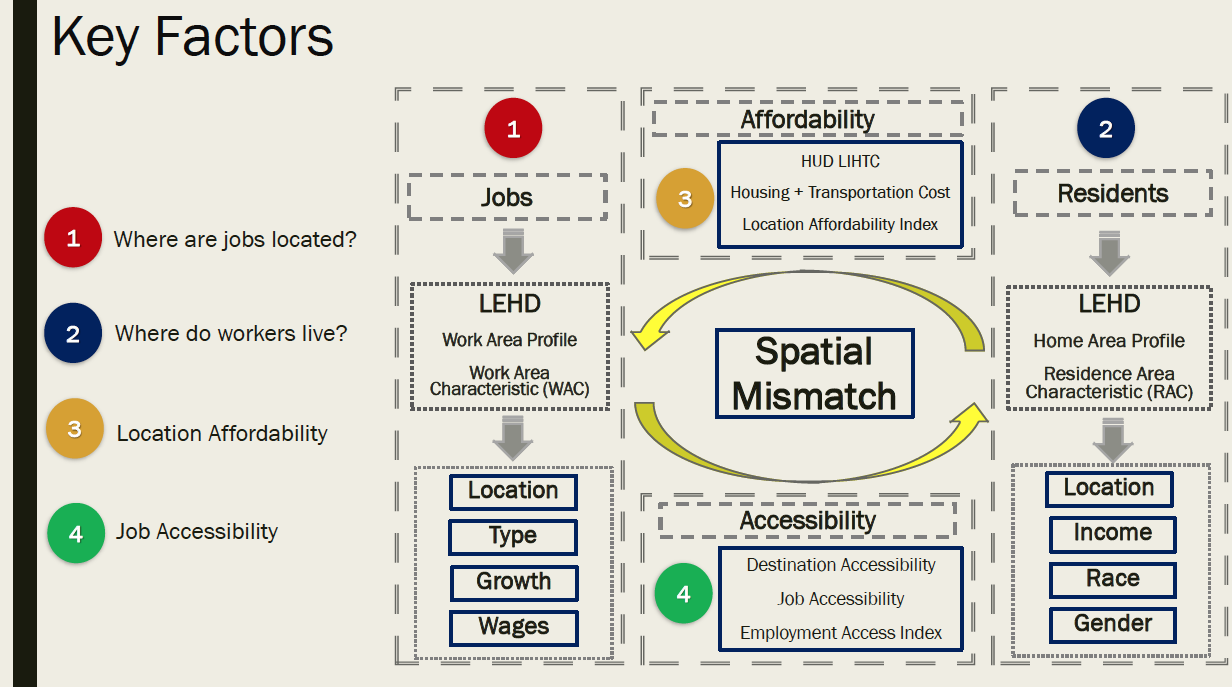 Key Factors
1 Where are jobs located?
2 Where do workers live?
3 Location Affordability
4 Job Accessibility
1
Jobs
LEHD
Work Area Profile
Work Area
Characteristic (WAC)
Location
Type
Growth
Wages
Affordability
3
HUD LIHTC
Housing + Transportation Cost
Location Affordability Index
Spatial
Mismatch
Accessibility
4
Destination Accessibility
Job Accessibility
Employment Access Index
2
Residents
LEHD
Home Area Profile
Residence Area
Characteristic (RAC)
Location
Income
Race
Gender